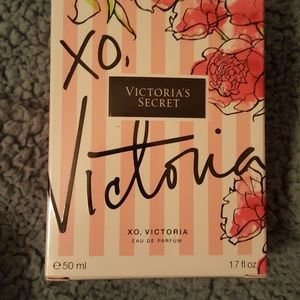 XO,
VICTORIA'S
SECRET
Victoria
XO, VICTORIA
EAU DE PARFUM
e 50 ml 1.7 fl oz